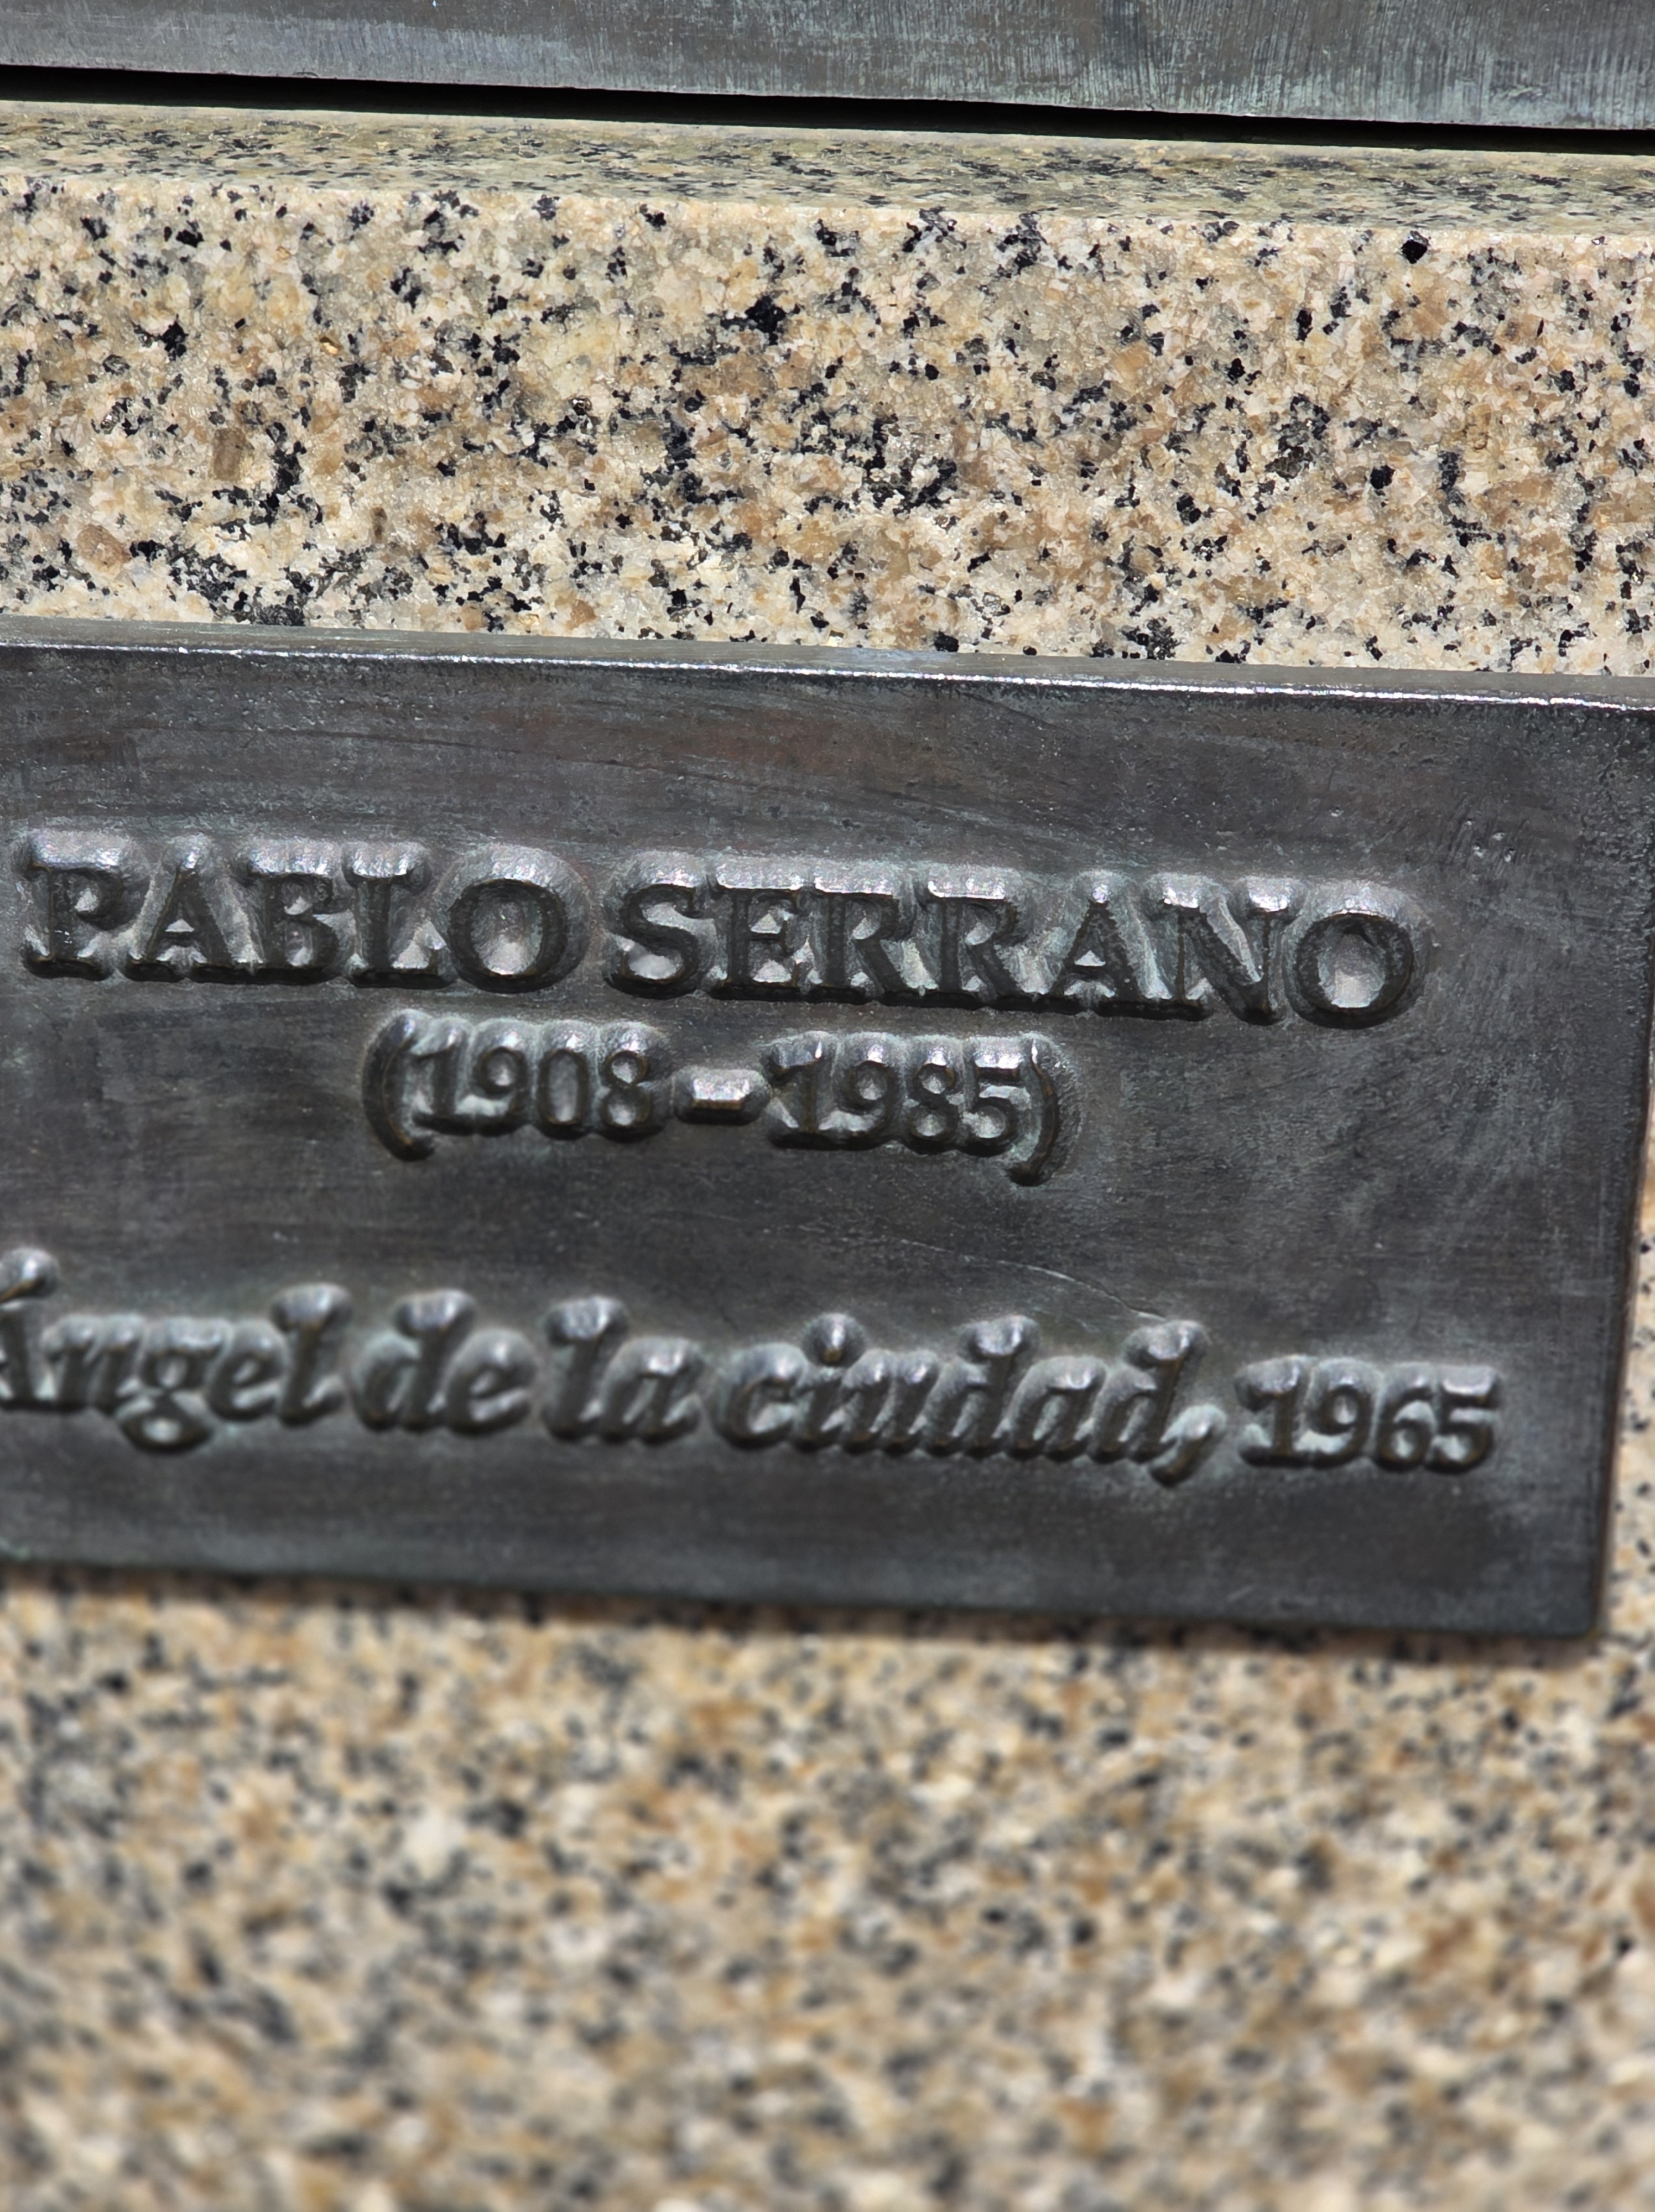 PABLO SERRANO
(1908 - 1985)
Ángel de la ciudad, 1965